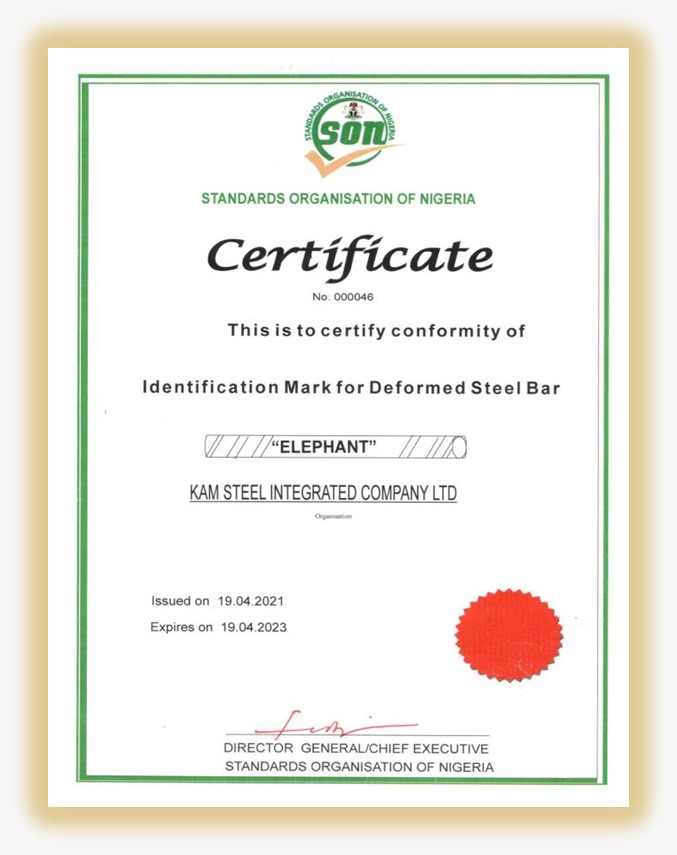 STANDARDS ORGANISATION OF NIGERIA
SON
STANDARDS ORGANISATION OF NIGERIA
Certificate
No. 000046
This is to certify conformity of
Identification Mark for Deformed Steel Bar
“ELEPHANT”
KAM STEEL INTEGRATED COMPANY LTD
Organisation
Issued on 19.04.2021
Expires on 19.04.2023
DIRECTOR GENERAL/CHIEF EXECUTIVE
STANDARDS ORGANISATION OF NIGERIA